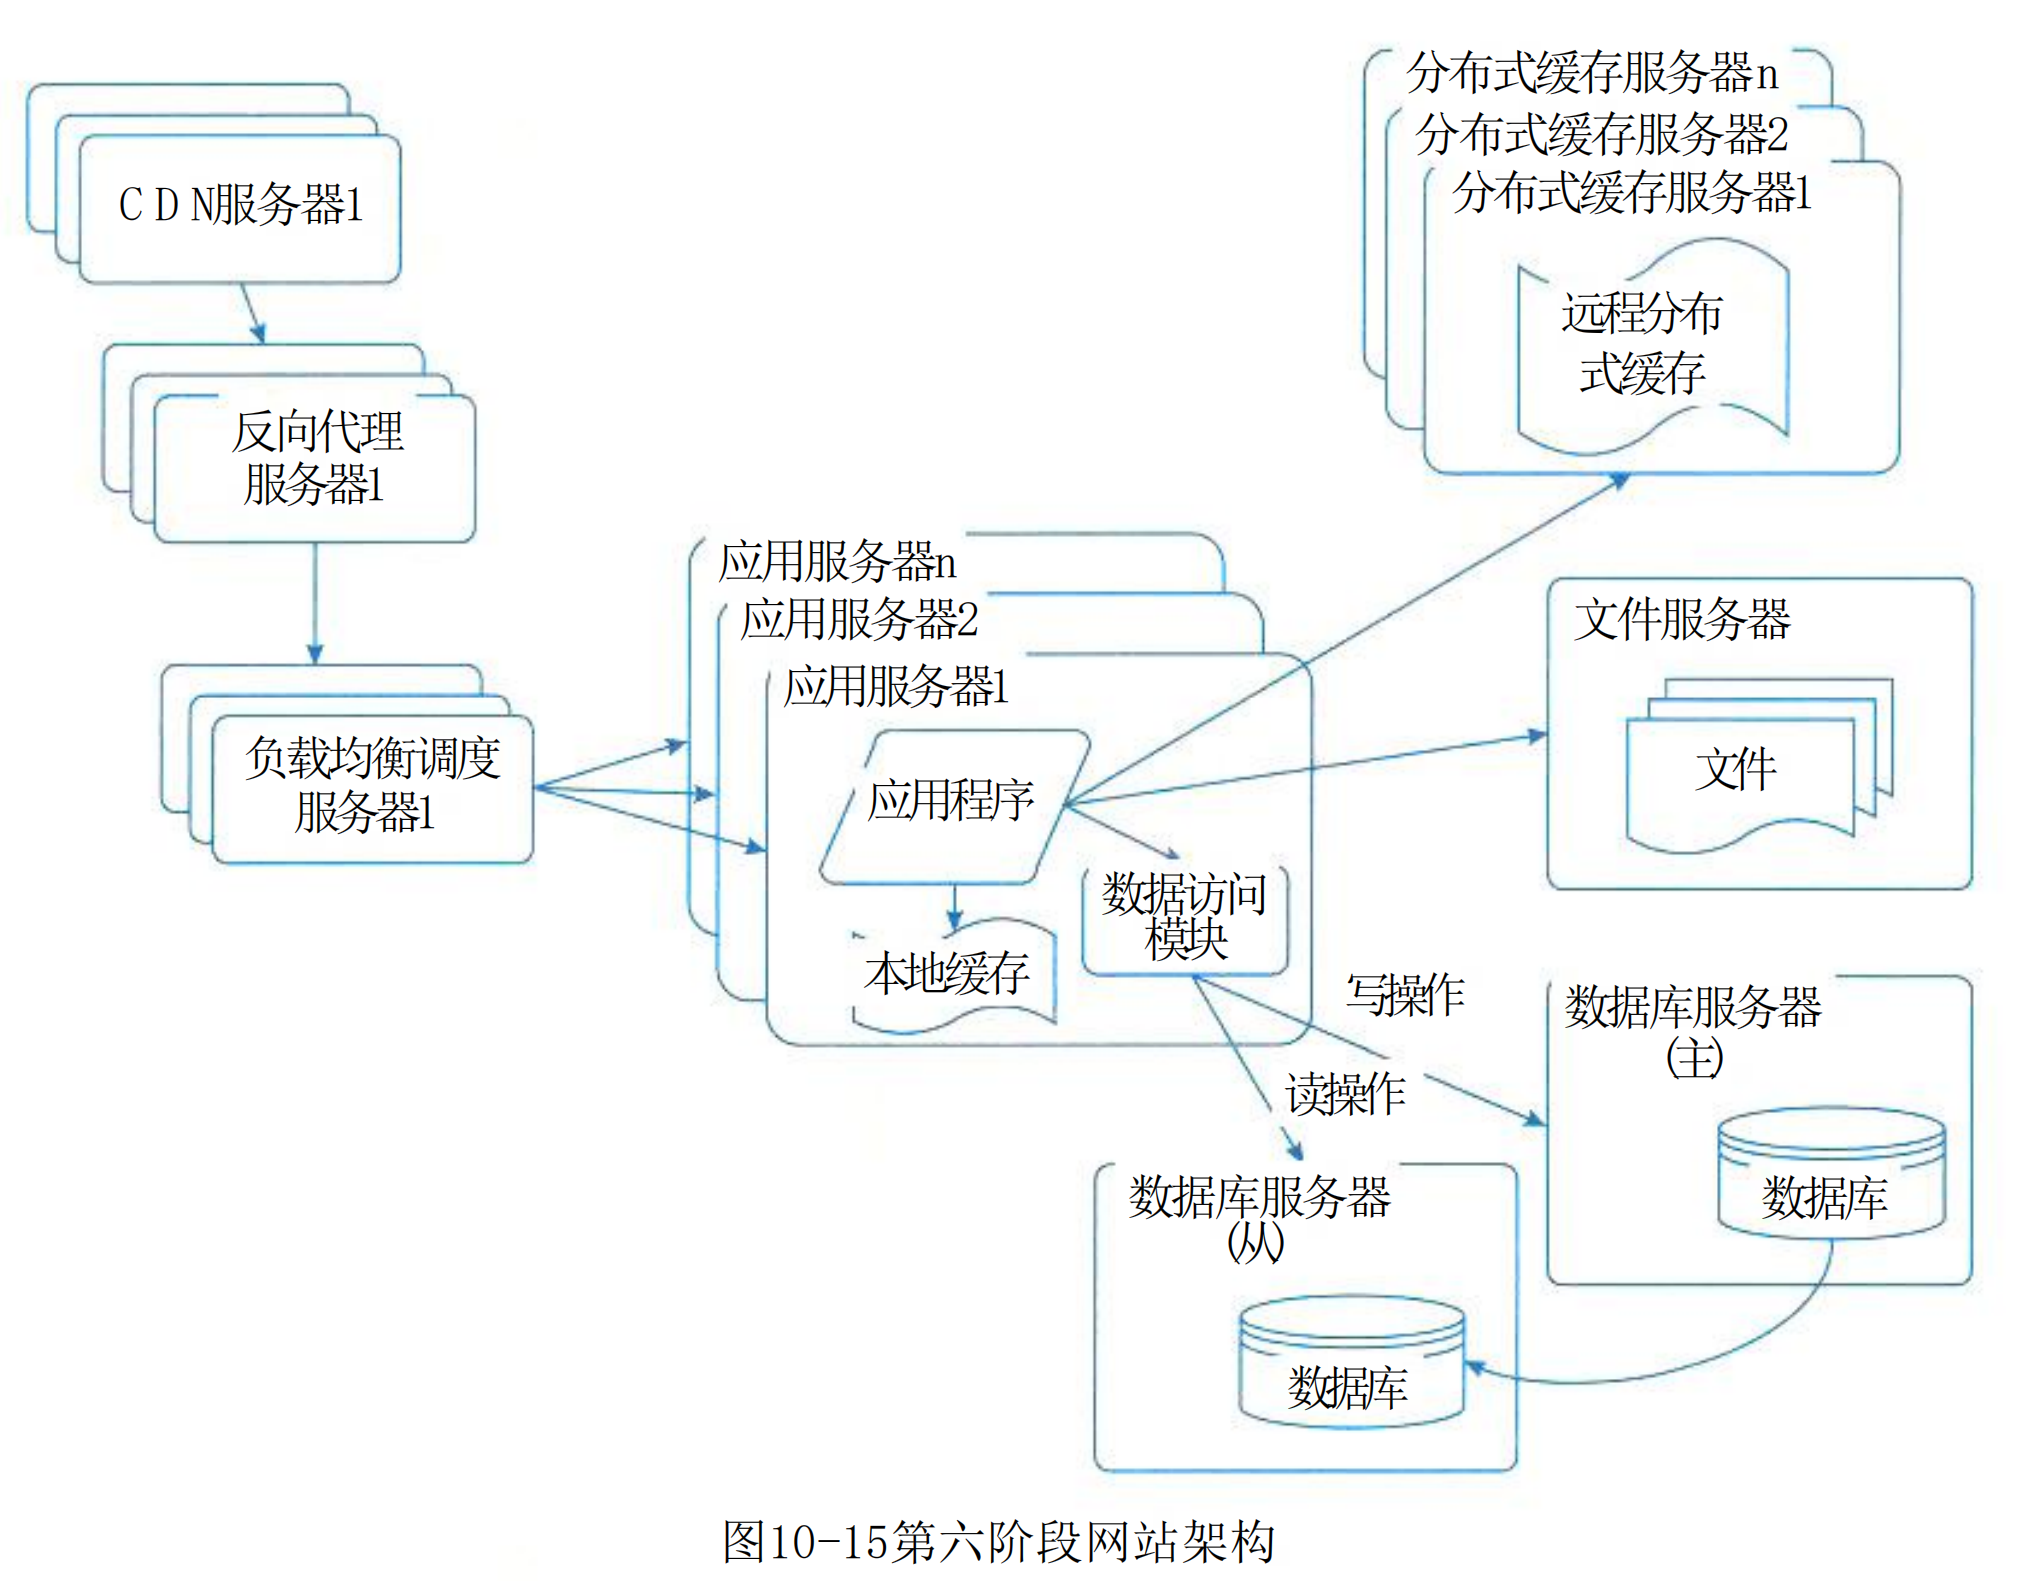 CDN服务器1
反向代理
服务器1
负载均衡调度
服务器1
应用服务器n
应用服务器2
应用服务器1
应用程序
本地缓存
数据访问
模块
分布式缓存服务器n
分布式缓存服务器2
分布式缓存服务器1
远程分布
式缓存
文件服务器
文件
写操作
读操作
数据库服务器
(主)
数据库
数据库服务器
(从)
数据库
图10-15第六阶段网站架构